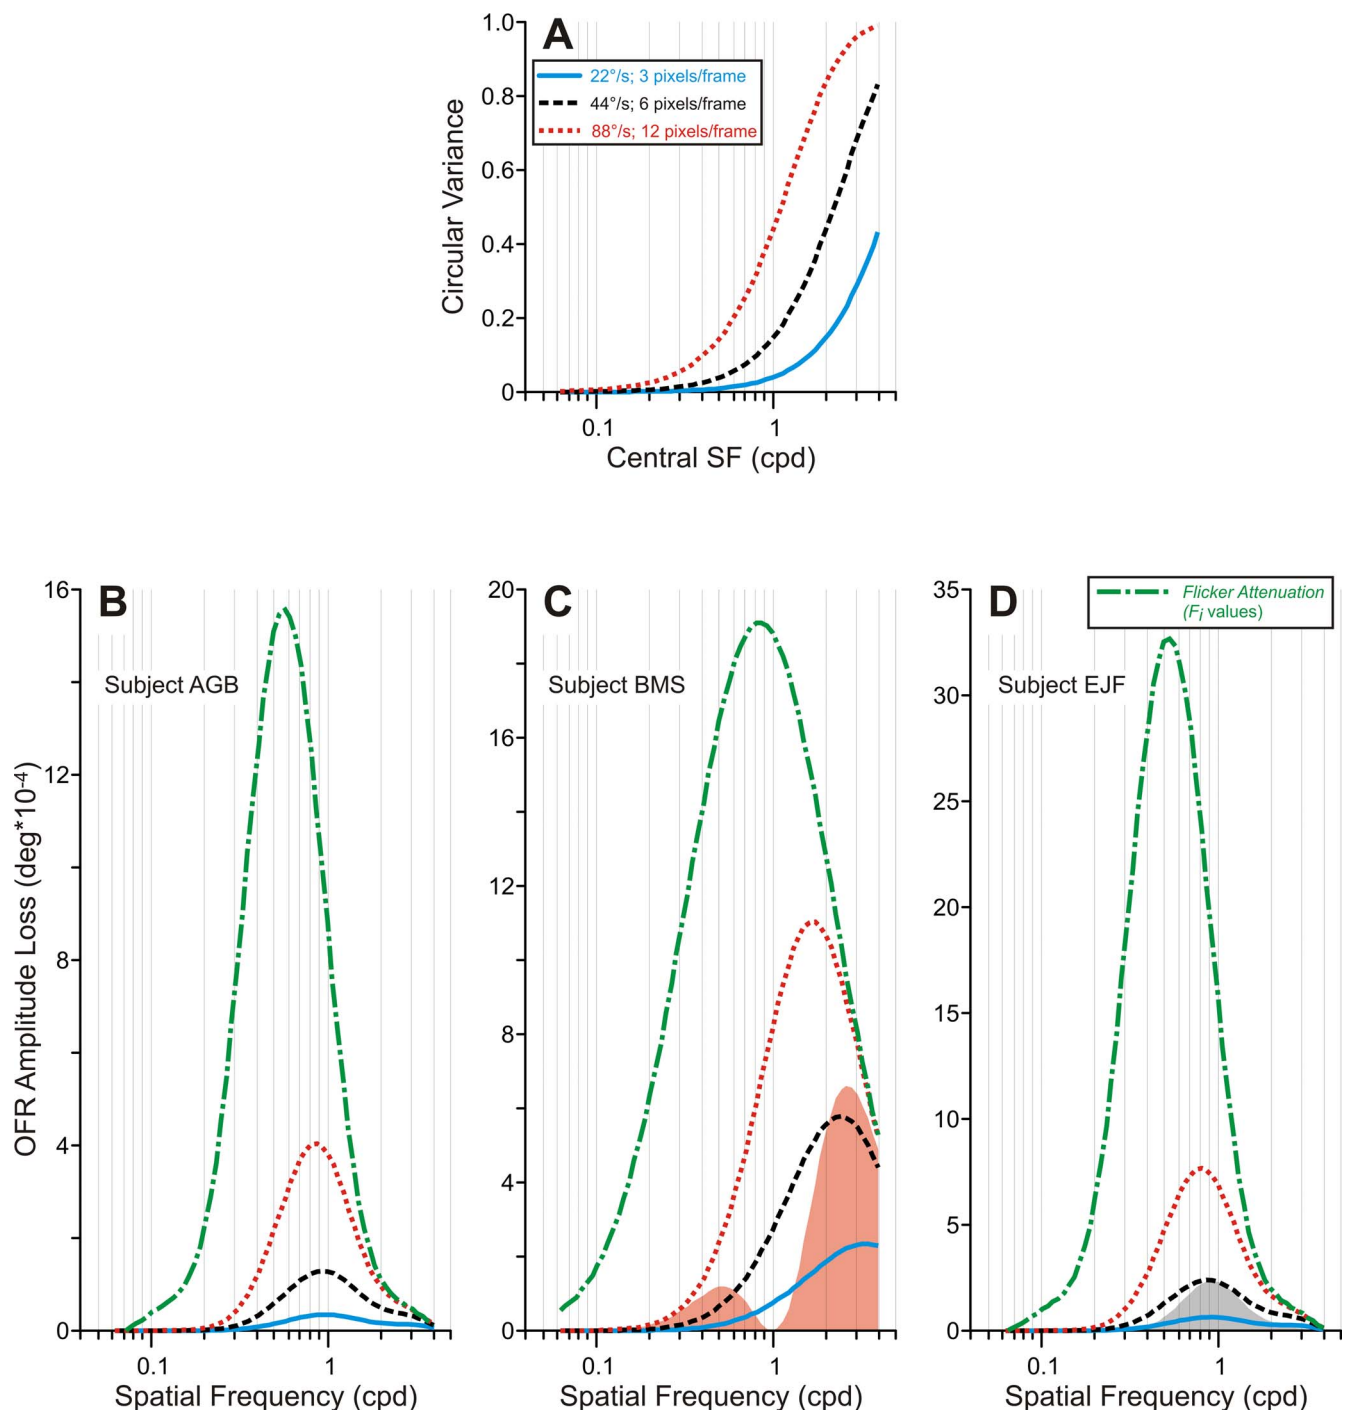 A
1.0
0.8
0.6
0.4
0.2
0
Circular Variance
22°/s; 3 pixels/frame
44°/s; 6 pixels/frame
88°/s; 12 pixels/frame
0.1 1
Central SF (cpd)
B
Subject AGB
16
12
8
4
0
OFR Amplitude Loss (deg*10-4)
0.1 1
Spatial Frequency (cpd)
C
Subject BMS
20
16
12
8
4
0
0.1 1
Spatial Frequency (cpd)
D
Flicker Attenuation
(Fi values)
Subject EJF
35
30
25
20
15
10
5
0
0.1 1
Spatial Frequency (cpd)